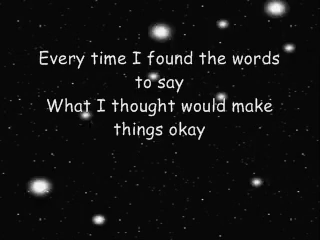 Every time I found the words
to say
What I thought would make
things okay